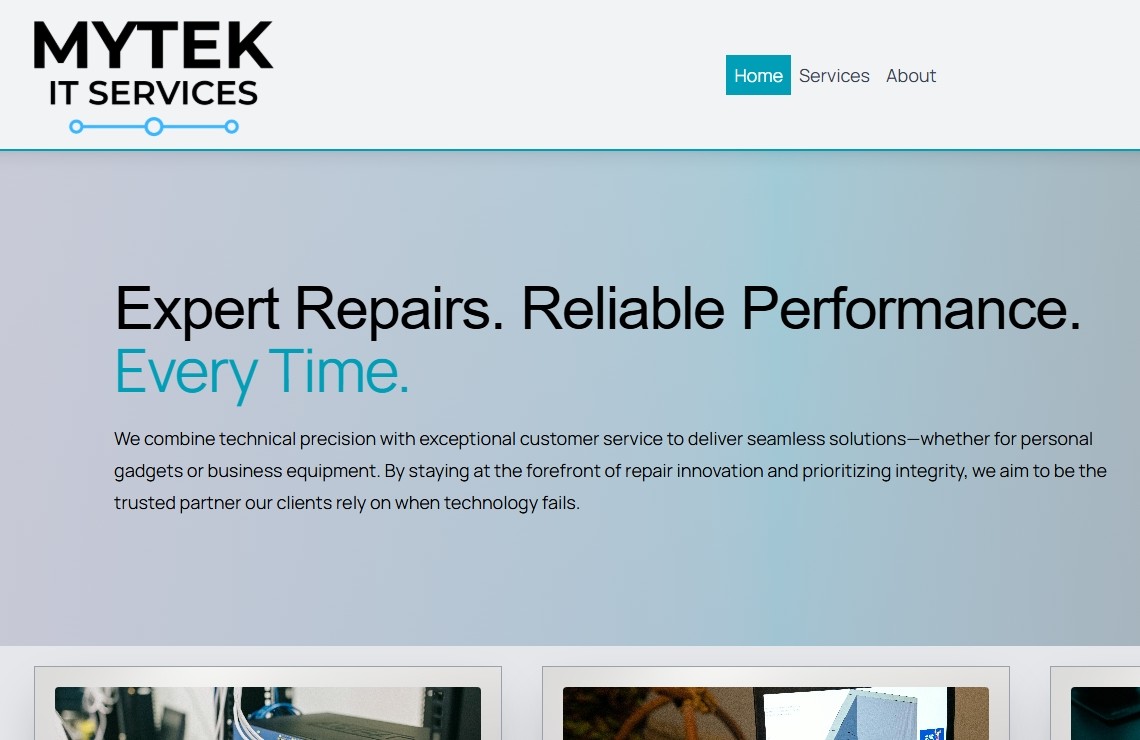 MYTEK
IT SERVICES
Home Services About
Expert Repairs. Reliable Performance.
Every Time.
We combine technical precision with exceptional customer service to deliver seamless solutions—whether for personal
gadgets or business equipment. By staying at the forefront of repair innovation and prioritizing integrity, we aim to be the
trusted partner our clients rely on when technology fails.